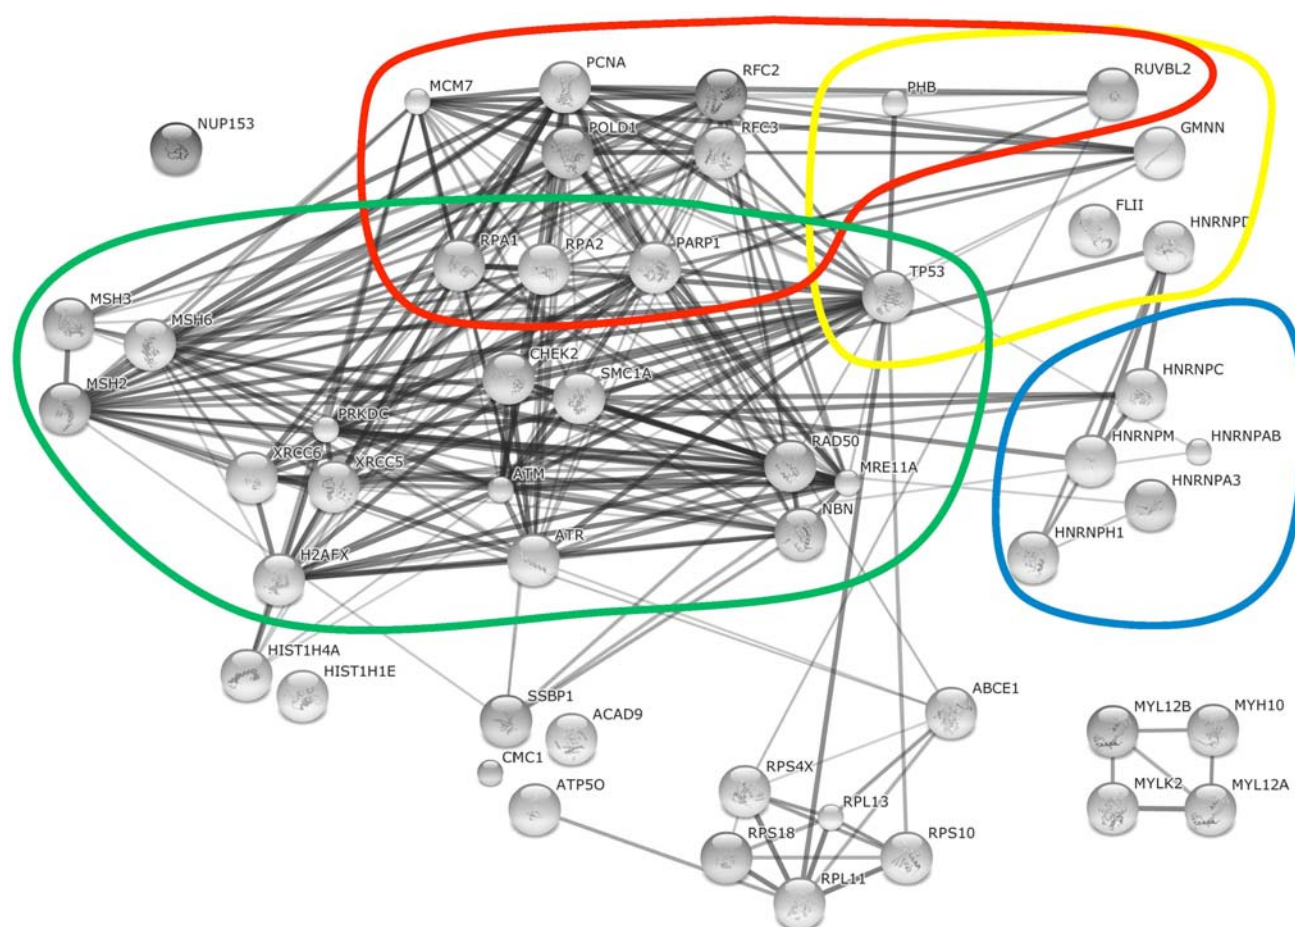 PCNA
RFC2
PHB
RUVBL2
MCM7
NUP153
POLD1
RFC3
GMNN
FLII
HNRNPD
RPA1
RPA2
PARP1
TP53
MSH3
MSH6
CHEK2
SMC1A
HNRNPC
MSH2
PRKDC
HNRNPM
HNRNPAB
RAD50
XRCC6
XRCC5
ATM
MRE11A
HNRNPA3
NBN
ATR
HNRNPH1
H2AFX
HIST1H4A
HIST1H1E
SSBP1
ABCE1
ACAD9
MYL12B
MYH10
CMC1
RPS4X
ATP5O
RPL13
MYLK2
MYL12A
RPS18
RPS10
RPL11